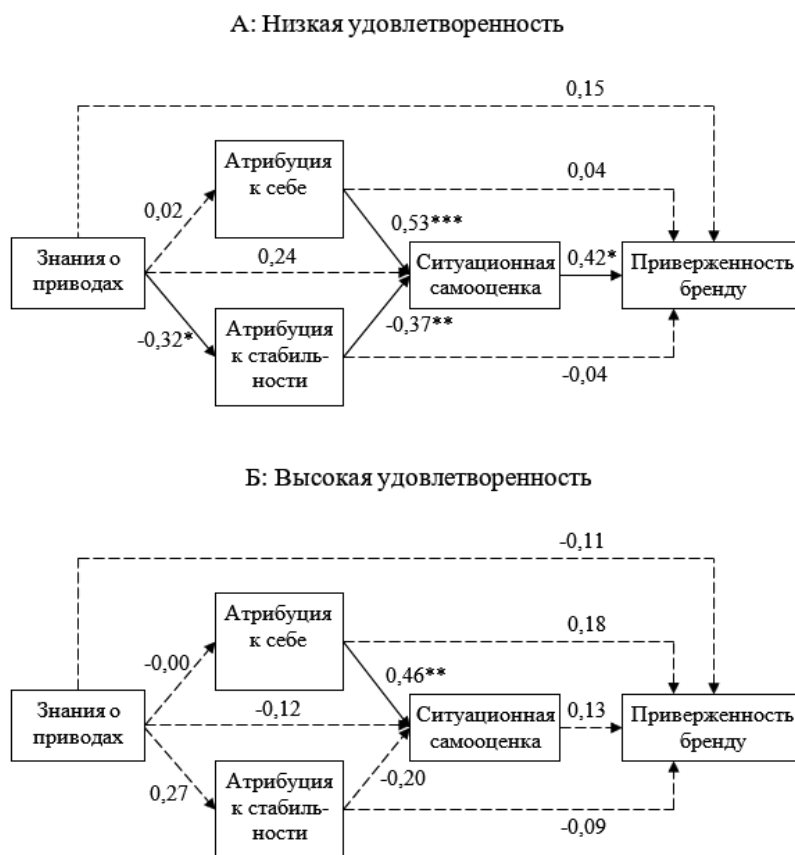 А: Низкая удовлетворенность
0,15
Атрибуция
к себе
0,04
0,02
0,53***
Знания о
приводах
0,24
Ситуационная
самооценка
0,42*
Приверженность
бренду
-0,32*
Атрибуция
к стабиль-
ности
-0,37**
-0,04
Б: Высокая удовлетворенность
-0,11
Атрибуция
к себе
0,18
-0,00
0,46**
Знания о
приводах
-0,12
Ситуационная
самооценка
0,13
Приверженность
бренду
0,27
Атрибуция
к стабиль-
ности
-0,20
-0,09